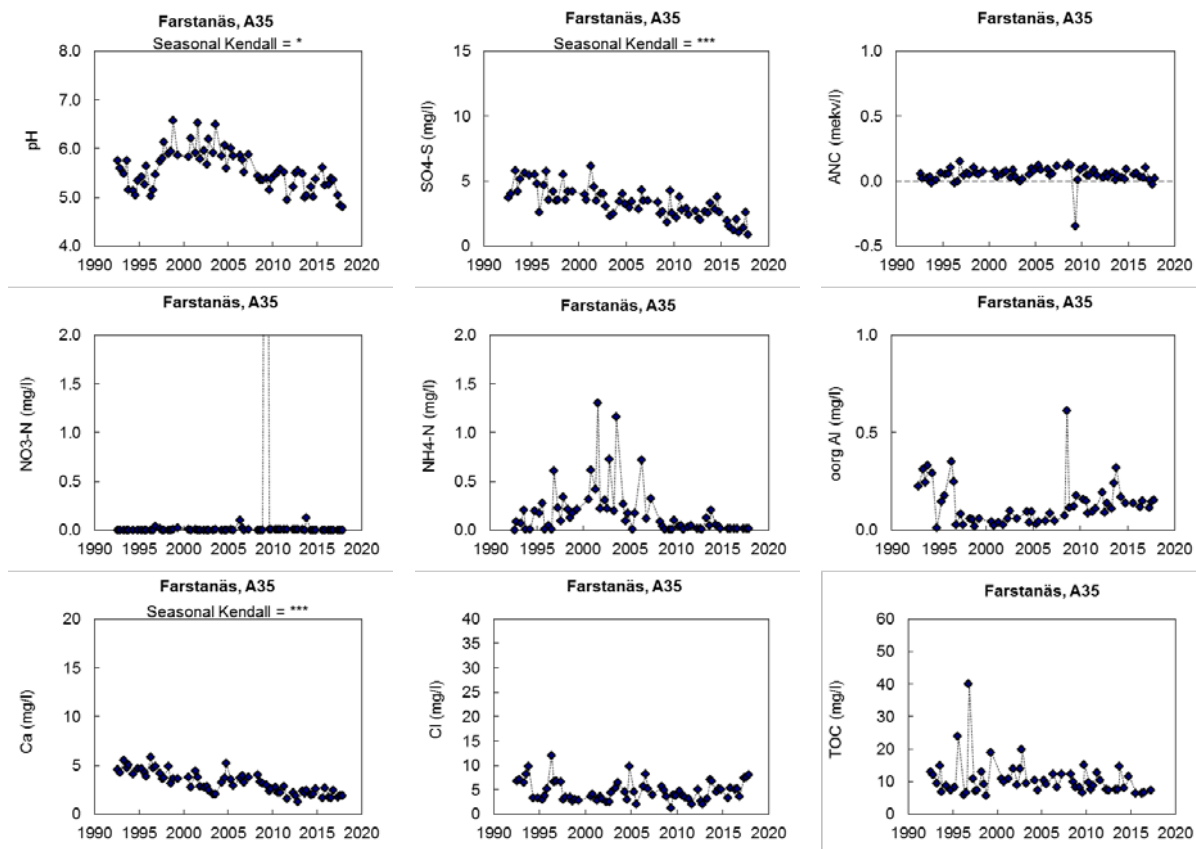 Farstanäs, A35
Seasonal Kendall = *
pH
8.0
7.0
6.0
5.0
4.0
1990 1995 2000 2005 2010 2015 2020
Farstanäs, A35
Seasonal Kendall = ***
SO4-S (mg/l)
15
10
5
0
1990 1995 2000 2005 2010 2015 2020
Farstanäs, A35
ANC (mekv/l)
1.0
0.5
0.0
-0.5
1990 1995 2000 2005 2010 2015 2020
Farstanäs, A35
NO3-N (mg/l)
2.0
1.5
1.0
0.5
0.0
1990 1995 2000 2005 2010 2015 2020
Farstanäs, A35
NH4-N (mg/l)
2.0
1.5
1.0
0.5
0.0
1990 1995 2000 2005 2010 2015 2020
Farstanäs, A35
oorg Al (mg/l)
1.0
0.5
0.0
1990 1995 2000 2005 2010 2015 2020
Farstanäs, A35
Seasonal Kendall = ***
Ca (mg/l)
20
15
10
5
0
1990 1995 2000 2005 2010 2015 2020
Farstanäs, A35
Cl (mg/l)
40
35
30
25
20
15
10
5
0
1990 1995 2000 2005 2010 2015 2020
Farstanäs, A35
TOC (mg/l)
60
50
40
30
20
10
0
1990 1995 2000 2005 2010 2015 2020